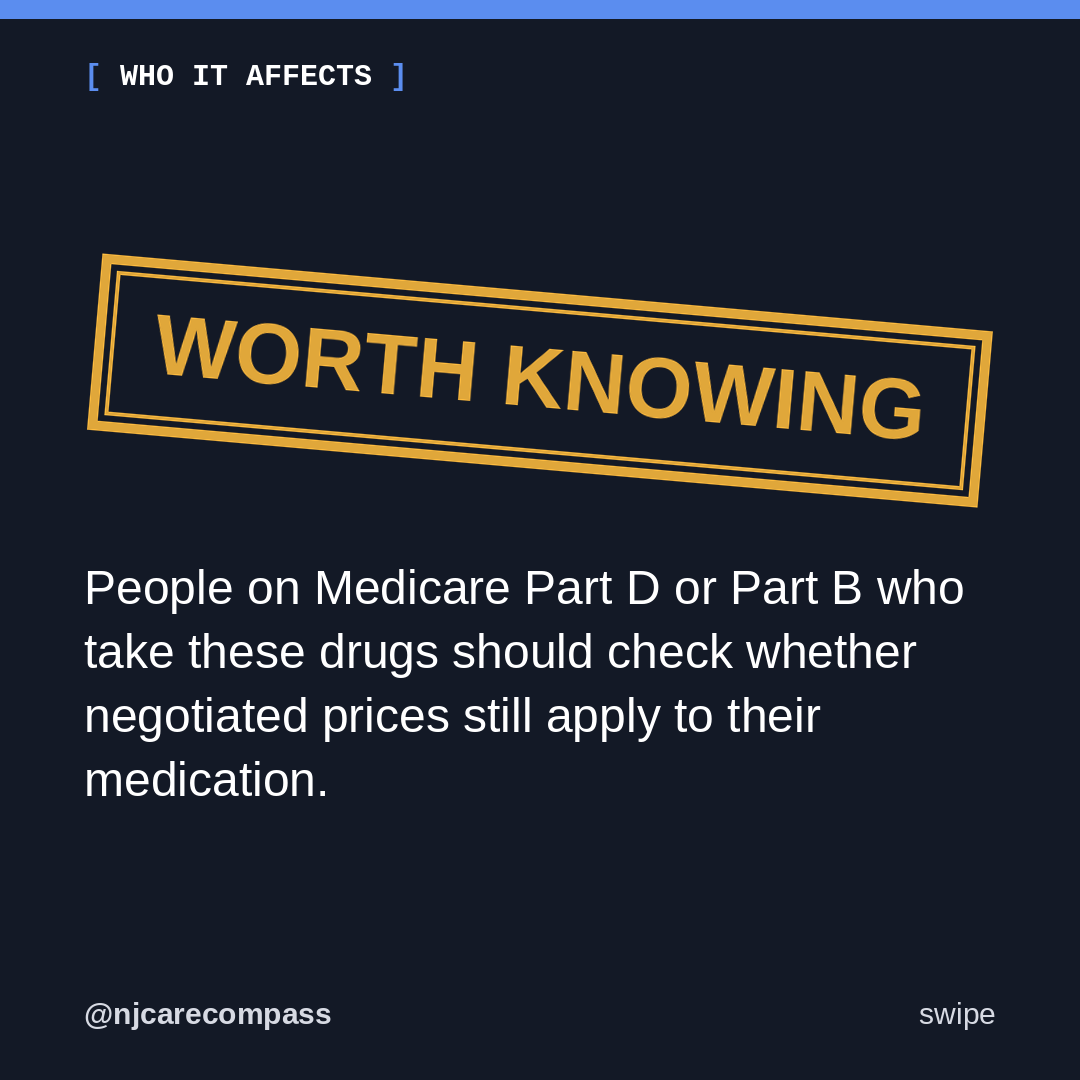 [ WHO IT AFFECTS ]
WORTH KNOWING
People on Medicare Part D or Part B who
take these drugs should check whether
negotiated prices still apply to their
medication.
@njcarecompass
swipe